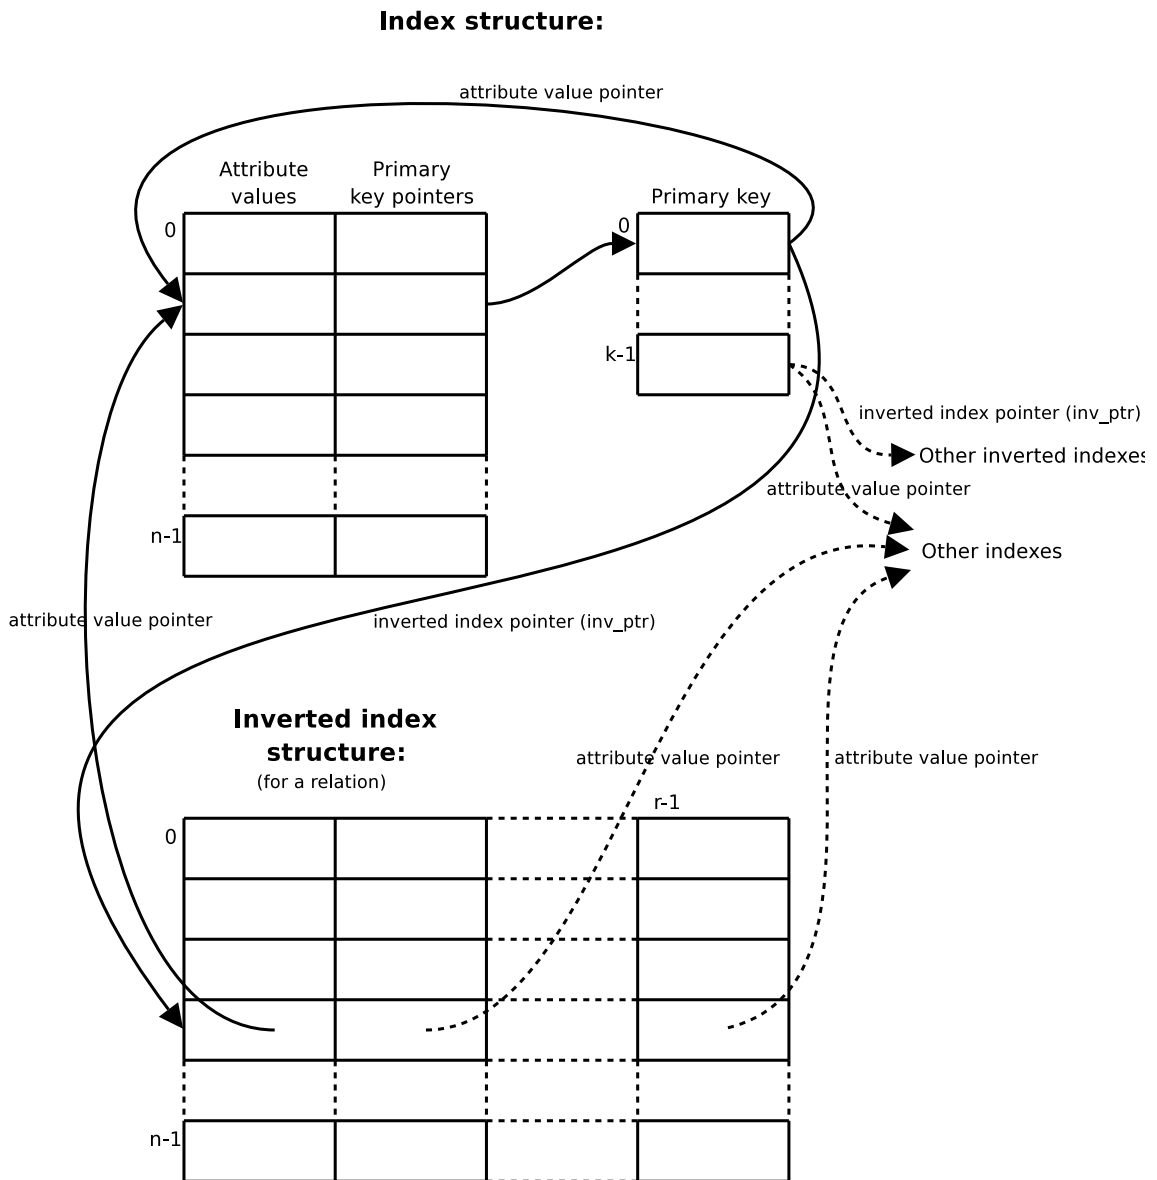 Index structure:
attribute value pointer
Attribute
values
Primary
key pointers
Primary key
0
0
k-1
inverted index pointer (inv_ptr)
Other inverted indexes
attribute value pointer
n-1
Other indexes
attribute value pointer
inverted index pointer (inv_ptr)
Inverted index
structure:
(for a relation)
attribute value pointer
attribute value pointer
r-1
0
n-1